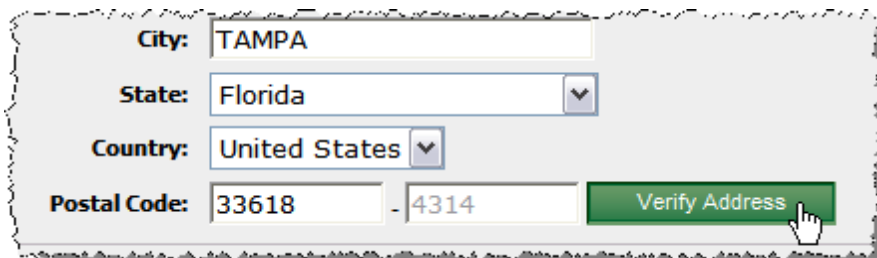 City: TAMPA
State: Florida
Country: United States
Postal Code: 33618 - 4314 Verify Address